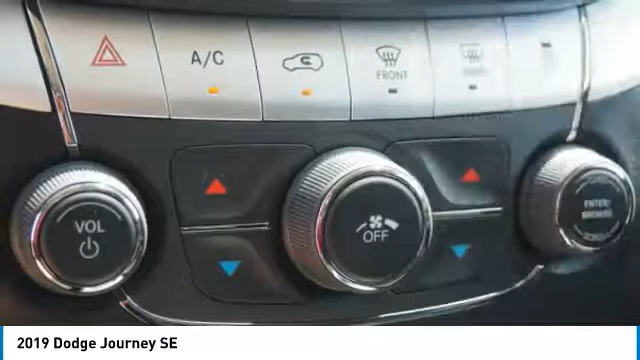 A/C
FRONT
VOL
OFF
ENTER/
BROWSE
2019 Dodge Journey SE